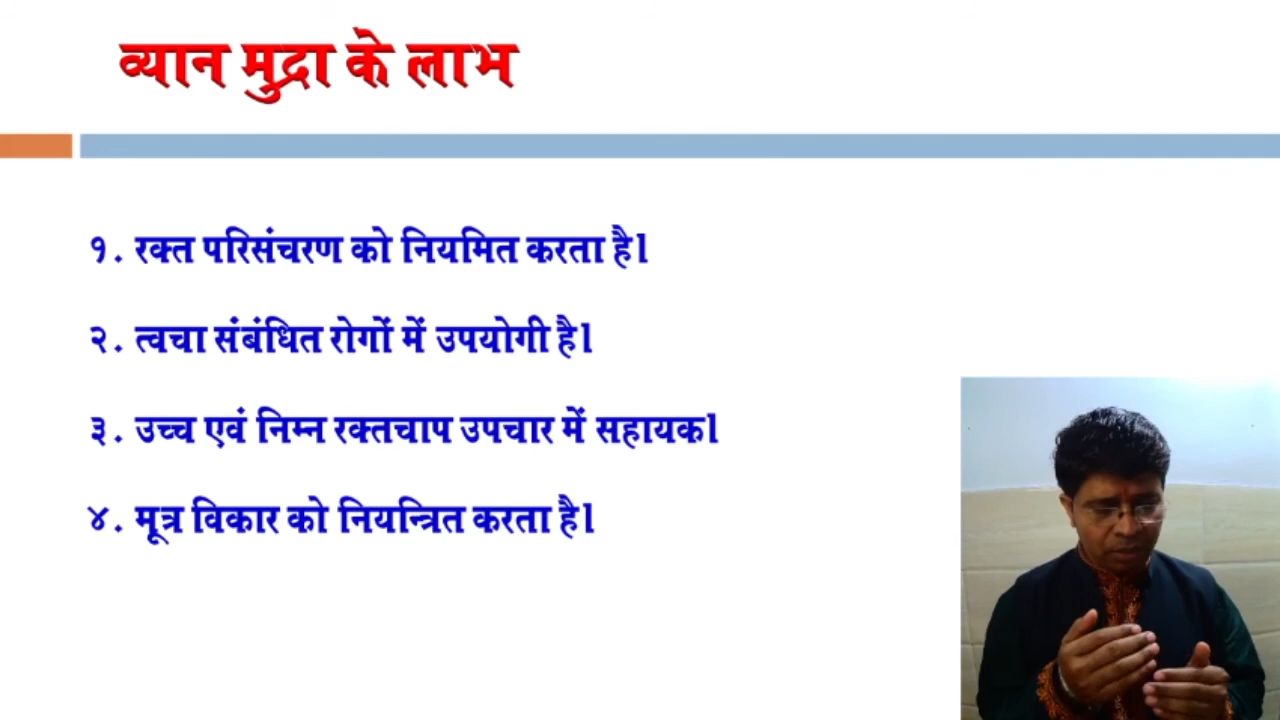 व्यान मुद्रा के लाभ
१. रक्त परिसंचरण को नियमित करता है।
२. त्वचा संबंधित रोगों में उपयोगी है।
३. उच्च एवं निम्न रक्तचाप उपचार में सहायक।
४. मूत्र विकार को नियन्त्रित करता है।